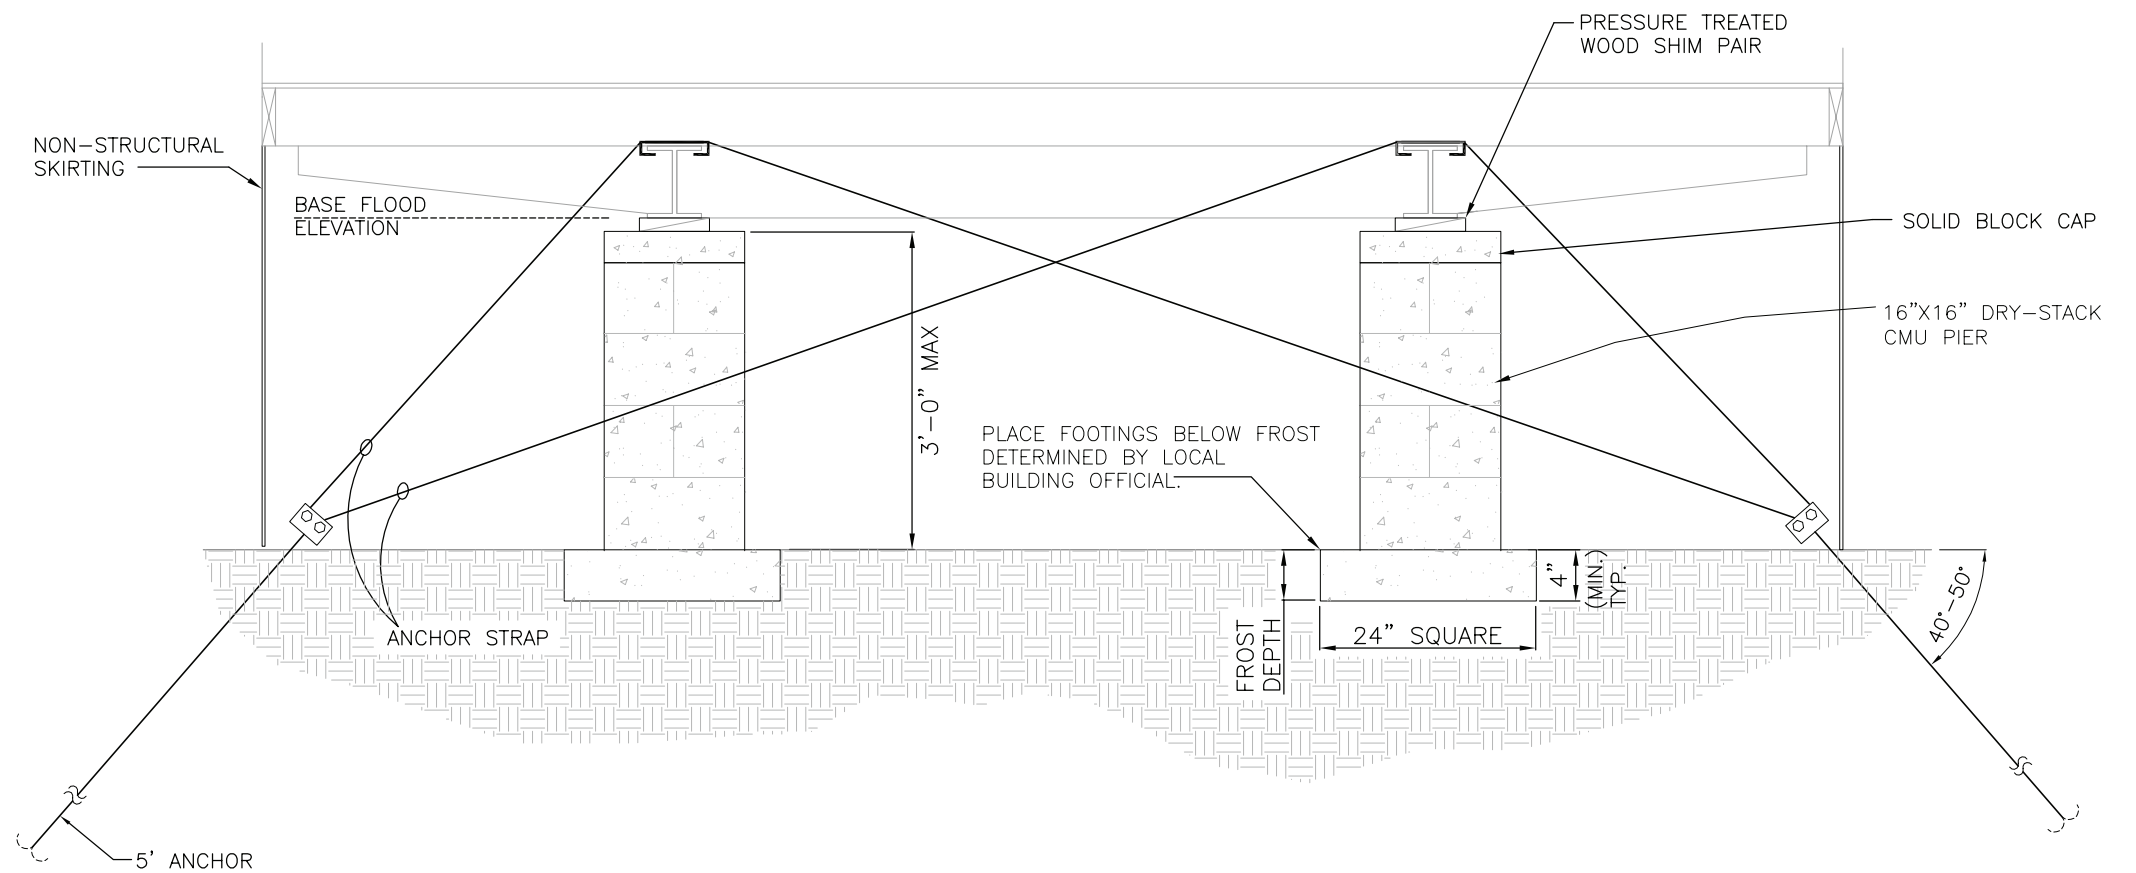 PRESSURE TREATED
WOOD SHIM PAIR
NON-STRUCTURAL
SKIRTING
BASE FLOOD
ELEVATION
SOLID BLOCK CAP
16"X16" DRY-STACK
CMU PIER
3'-0" MAX
PLACE FOOTINGS BELOW FROST
DETERMINED BY LOCAL
BUILDING OFFICIAL.
4"
(MIN.)
TYP.
40°-50°
ANCHOR STRAP
24" SQUARE
FROST
DEPTH
5' ANCHOR